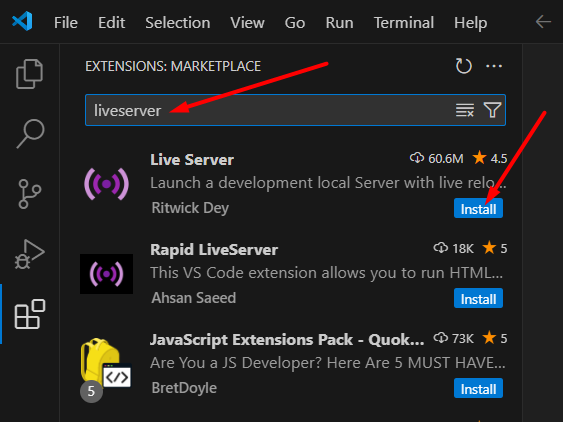 File Edit Selection View Go Run Terminal Help
EXTENSIONS: MARKETPLACE
liveserver
Live Server 60.6M 4.5
Launch a development local Server with live relo...
Ritwick Dey Install
Rapid LiveServer 18K 5
This VS Code extension allows you to run HTML...
Ahsan Saeed Install
JavaScript Extensions Pack - Quok... 73K 5
Are You a JS Developer? Here Are 5 MUST HAVE...
5 BretDoyle Install